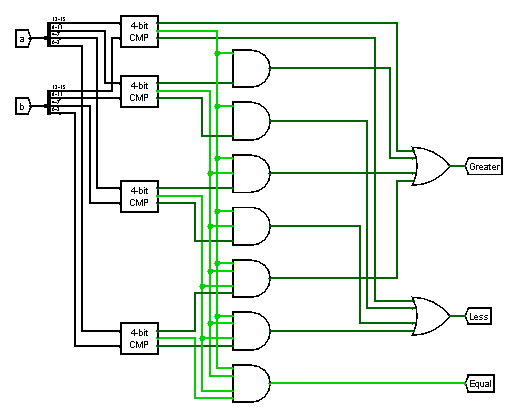 12-15
8-11
4-7
0-3
4-bit
CMP
a
4-bit
CMP
12-15
8-11
4-7
0-3
b
Greater
4-bit
CMP
Less
4-bit
CMP
Equal